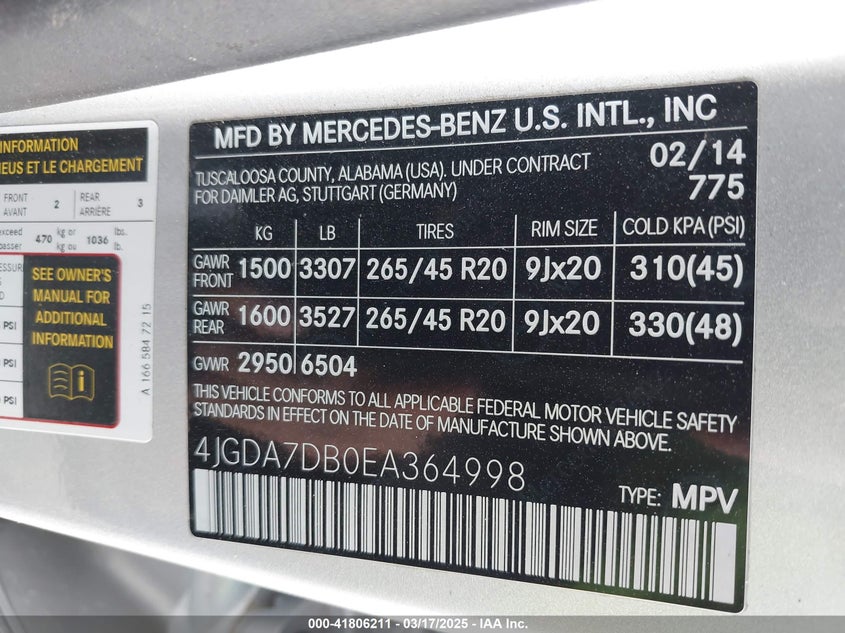 INFORMATION
NEUS ET LE CHARGEMENT
FRONT AVANT 2 REAR ARRIÈRE 3
exceed 470 kg or 1036 lbs.
kg ou lb.
SEE OWNER'S
MANUAL FOR
ADDITIONAL
INFORMATION
PSI
PSI
PSI
A 166 584 72 15
MFD BY MERCEDES-BENZ U.S. INTL., INC
TUSCALOOSA COUNTY, ALABAMA (USA). UNDER CONTRACT
FOR DAIMLER AG, STUTTGART (GERMANY)
02/14
775
KG LB TIRES RIM SIZE COLD KPA (PSI)
GAWR FRONT 1500 3307 265/45 R20 9Jx20 310(45)
GAWR REAR 1600 3527 265/45 R20 9Jx20 330(48)
GVWR 2950 6504
THIS VEHICLE CONFORMS TO ALL APPLICABLE FEDERAL MOTOR VEHICLE SAFETY
STANDARDS IN EFFECT ON THE DATE OF MANUFACTURE SHOWN ABOVE.
4JGDA7DB0EA364998
TYPE: MPV
000-41806211 - 03/17/2025 - IAA Inc.